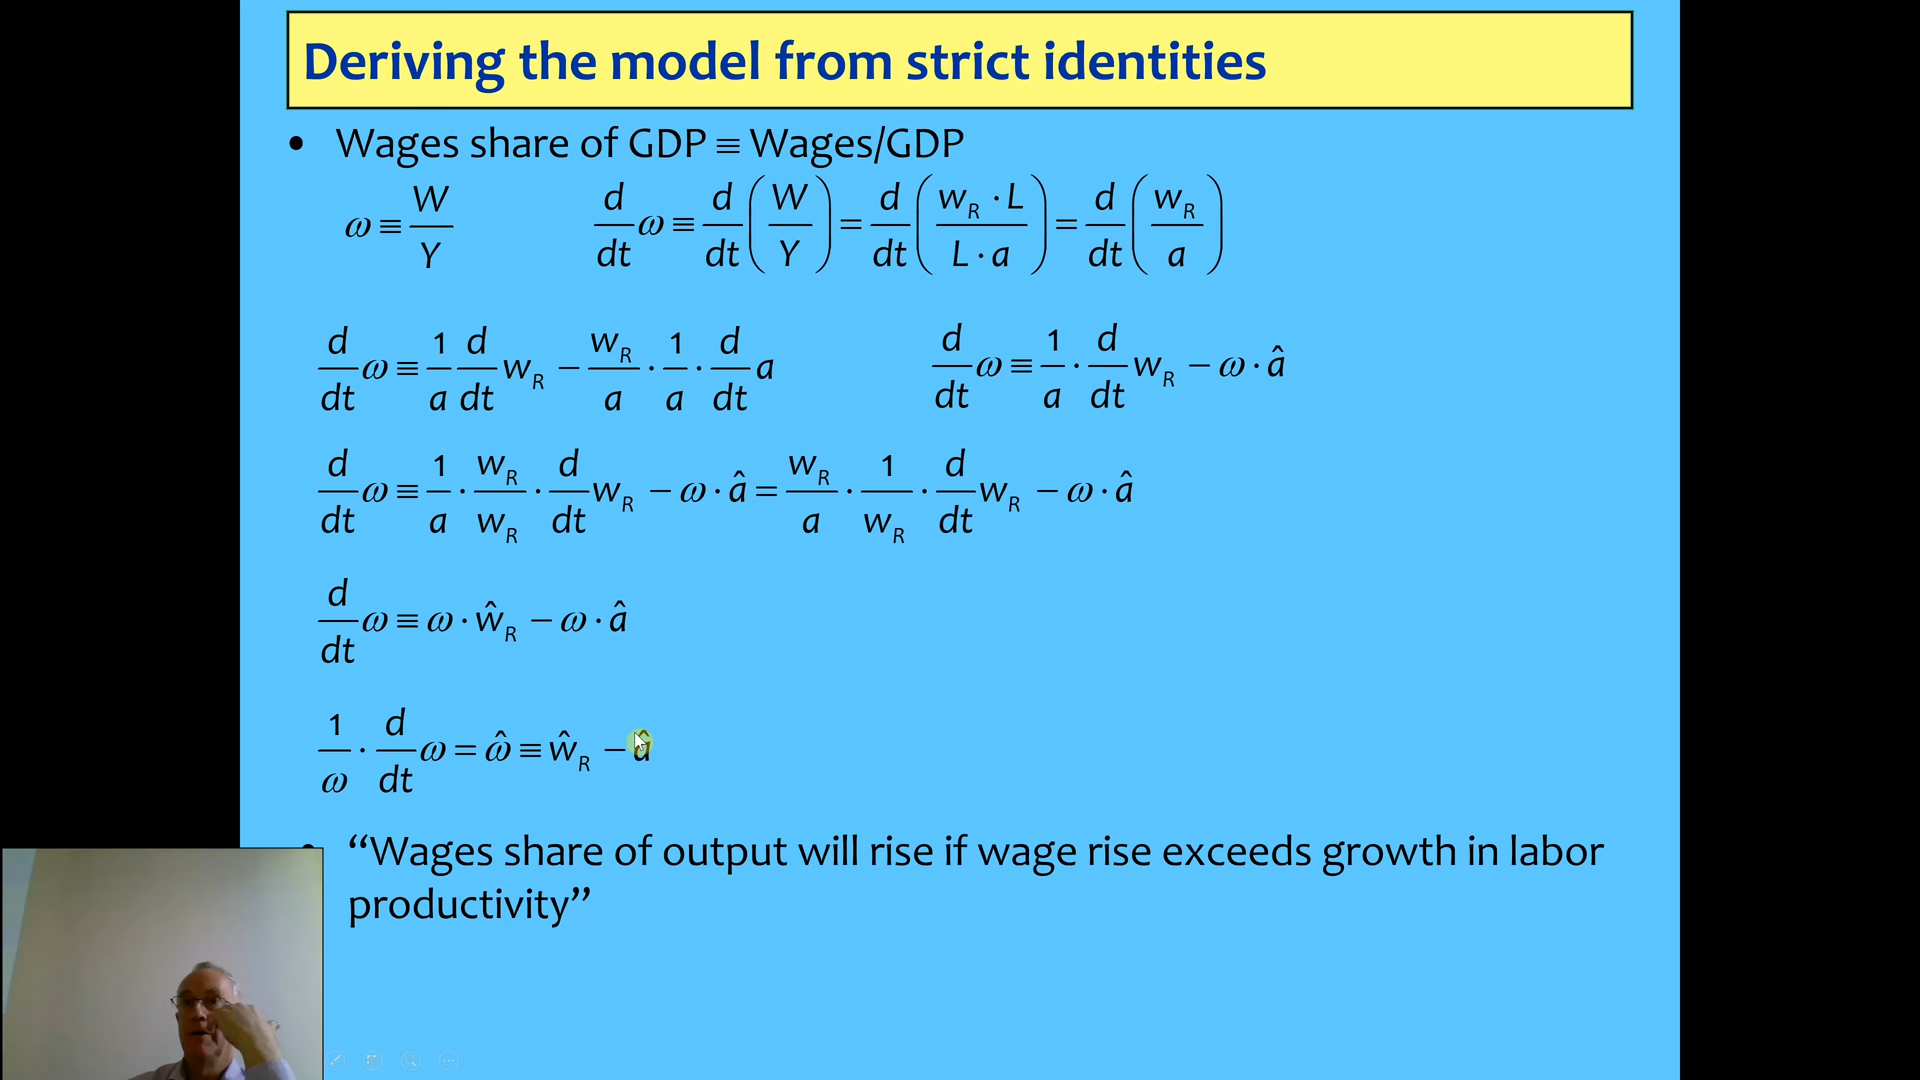 Deriving the model from strict identities
• Wages share of GDP ≡ Wages/GDP
ω ≡ W/Y    d/dt ω ≡ d/dt (W/Y) = d/dt (w_R · L / L · a) = d/dt (w_R / a)
d/dt ω ≡ 1/a d/dt w_R − w_R/a · 1/a · d/dt a    d/dt ω ≡ 1/a · d/dt w_R − ω · â
d/dt ω ≡ 1/a · w_R/w_R · d/dt w_R − ω · â = w_R/a · 1/w_R · d/dt w_R − ω · â
d/dt ω ≡ ω · ŵ_R − ω · â
1/ω · d/dt ω = ω̂ ≡ ŵ_R − â
• “Wages share of output will rise if wage rise exceeds growth in labor
productivity”